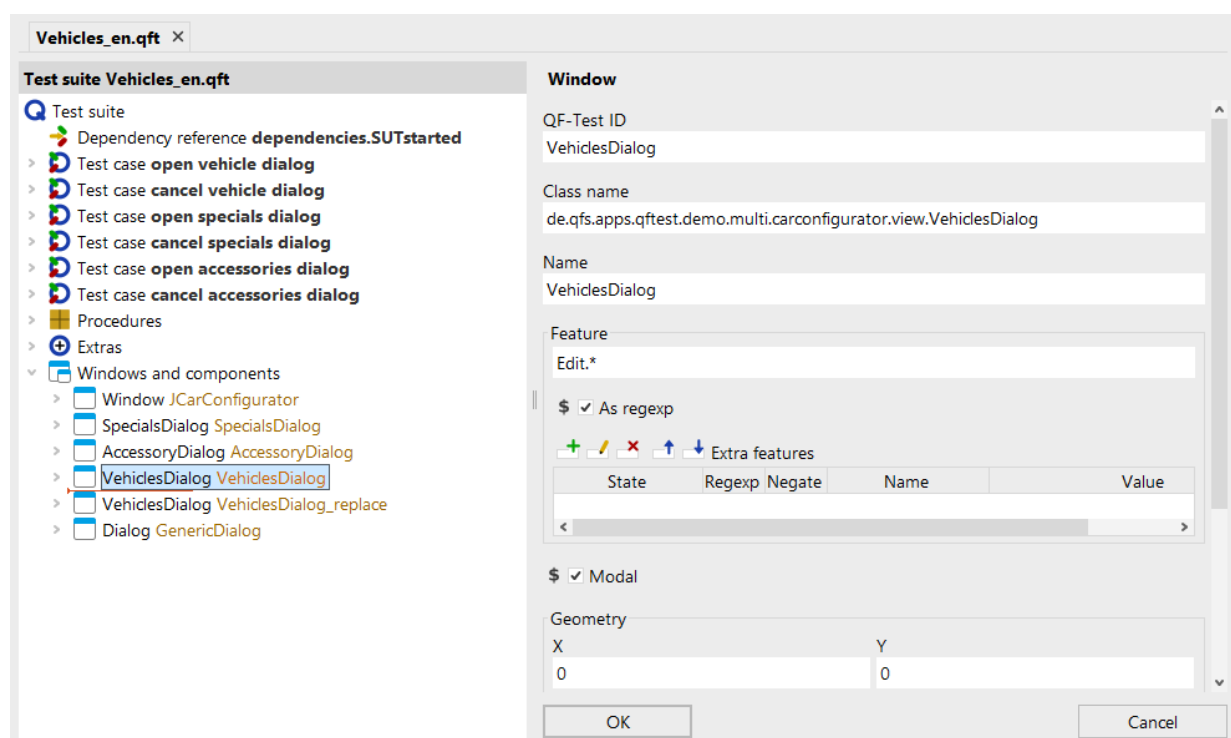 Vehicles_en.qft ×
Test suite Vehicles_en.qft
Test suite
Dependency reference dependencies.SUTstarted
Test case open vehicle dialog
Test case cancel vehicle dialog
Test case open specials dialog
Test case cancel specials dialog
Test case open accessories dialog
Test case cancel accessories dialog
Procedures
Extras
Windows and components
Window JCarConfigurator
SpecialsDialog SpecialsDialog
AccessoryDialog AccessoryDialog
VehiclesDialog VehiclesDialog
VehiclesDialog VehiclesDialog_replace
Dialog GenericDialog
Window
QF-Test ID
VehiclesDialog
Class name
de.qfs.apps.qftest.demo.multi.carconfigurator.view.VehiclesDialog
Name
VehiclesDialog
Feature
Edit.*
$ As regexp
Extra features
State Regexp Negate Name Value
$ Modal
Geometry
X Y
0 0
OK Cancel